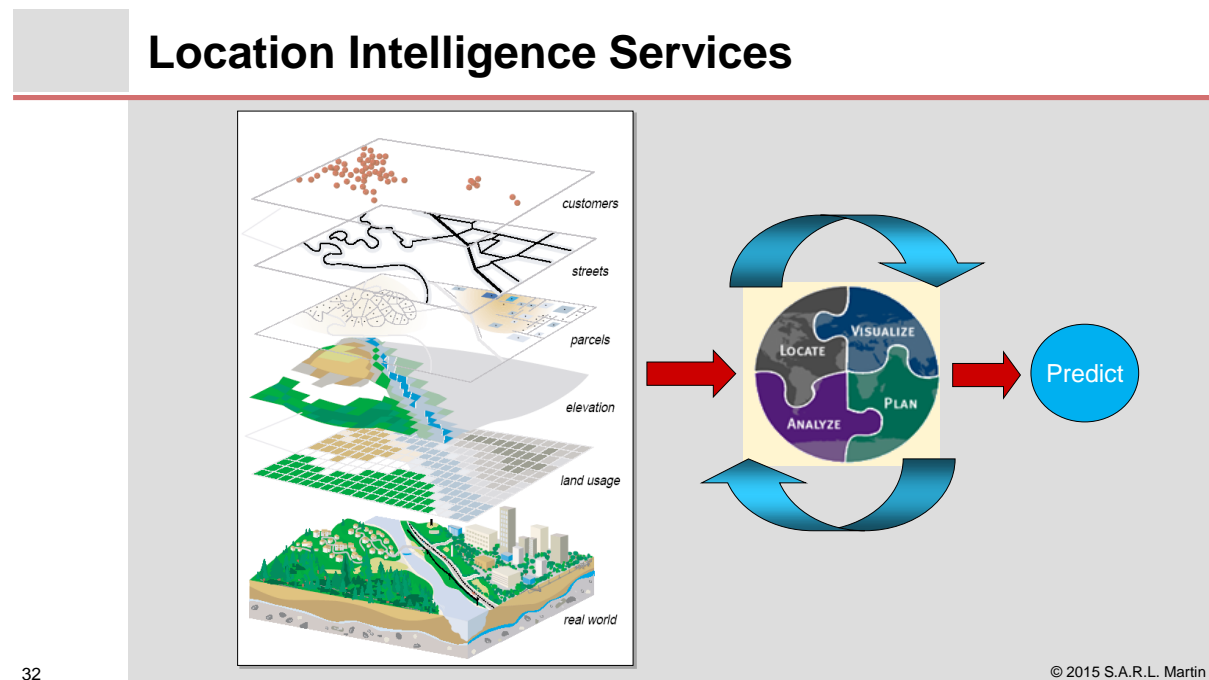 Location Intelligence Services
customers
streets
parcels
elevation
land usage
real world
LOCATE
VISUALIZE
ANALYZE
PLAN
Predict
32
© 2015 S.A.R.L. Martin